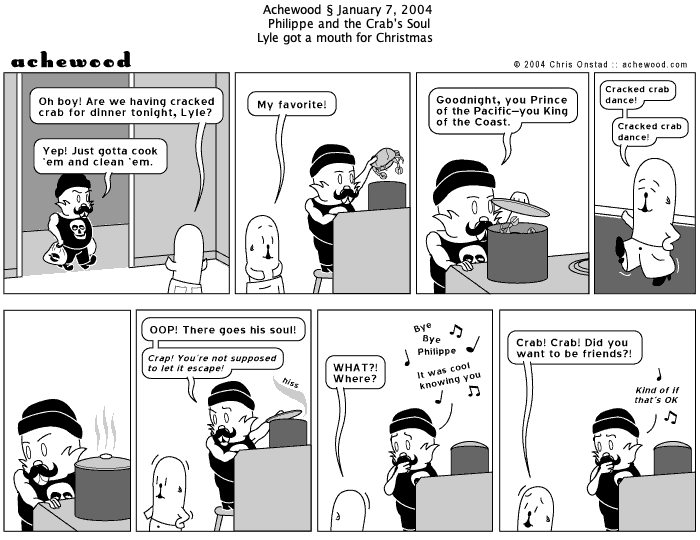 Achewood § January 7, 2004
Philippe and the Crab's Soul
Lyle got a mouth for Christmas
achewood
© 2004 Chris Onstad :: achewood.com
Oh boy! Are we having cracked
crab for dinner tonight, Lyle?
Yep! Just gotta cook
'em and clean 'em.
My favorite!
Goodnight, you Prince
of the Pacific—you King
of the Coast.
Cracked crab
dance!
Cracked crab
dance!
OOP! There goes his soul!
Crap! You're not supposed
to let it escape!
hiss
WHAT?!
Where?
Bye
Bye
Philippe
It was cool
knowing you
Crab! Crab! Did you
want to be friends?!
Kind of if
that's OK